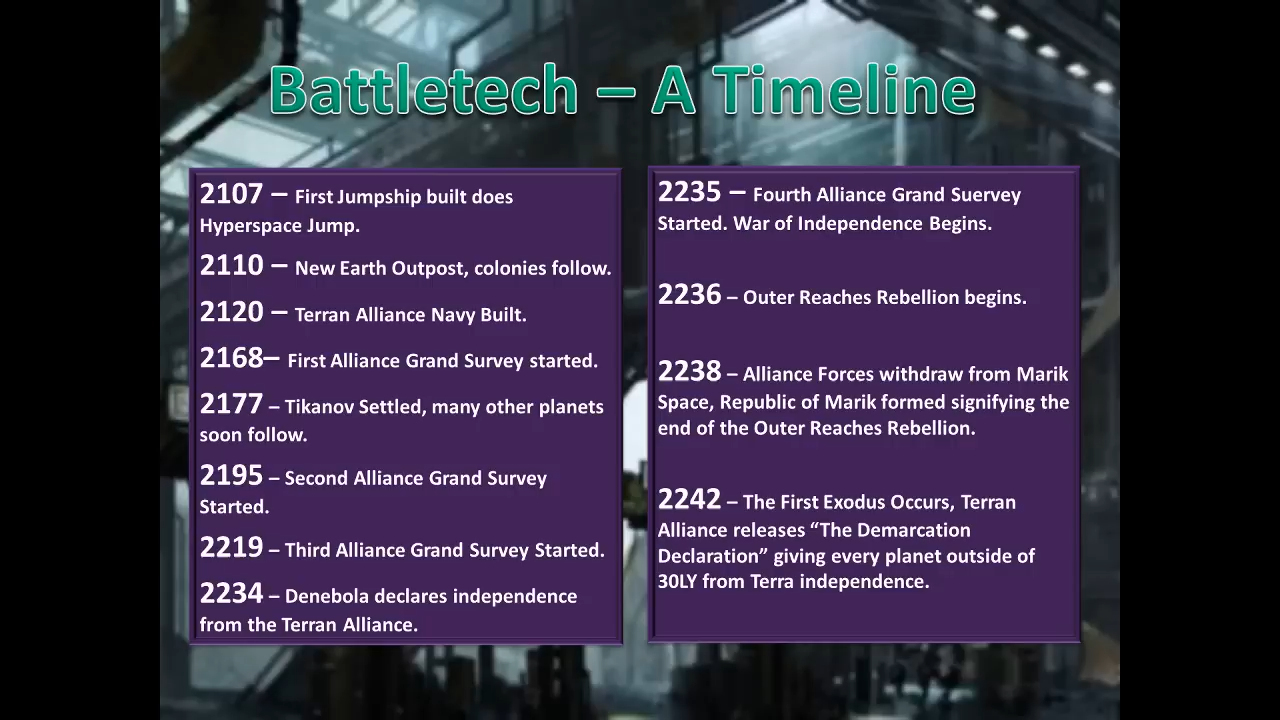 Battletech – A Timeline
2107 – First Jumpship built does
Hyperspace Jump.
2110 – New Earth Outpost, colonies follow.
2120 – Terran Alliance Navy Built.
2168– First Alliance Grand Survey started.
2177 – Tikanov Settled, many other planets
soon follow.
2195 – Second Alliance Grand Survey
Started.
2219 – Third Alliance Grand Survey Started.
2234 – Denebola declares independence
from the Terran Alliance.
2235 – Fourth Alliance Grand Suervey
Started. War of Independence Begins.
2236 – Outer Reaches Rebellion begins.
2238 – Alliance Forces withdraw from Marik
Space, Republic of Marik formed signifying the
end of the Outer Reaches Rebellion.
2242 – The First Exodus Occurs, Terran
Alliance releases “The Demarcation
Declaration” giving every planet outside of
30LY from Terra independence.